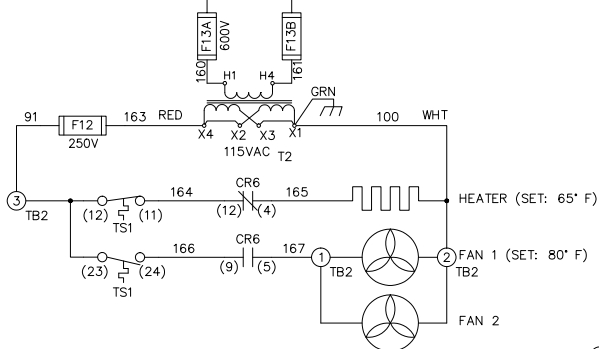 F13A
600V
F13B
160
H1
H4
161
GRN
91
F12
250V
163
RED
X4
X2
X3
X1
100
WHT
115VAC
T2
3
TB2
(12)
(11)
TS1
164
CR6
(12)
(4)
165
HEATER (SET: 65° F)
(23)
(24)
TS1
166
CR6
(9)
(5)
167
1
TB2
2
TB2
FAN 1 (SET: 80° F)
FAN 2